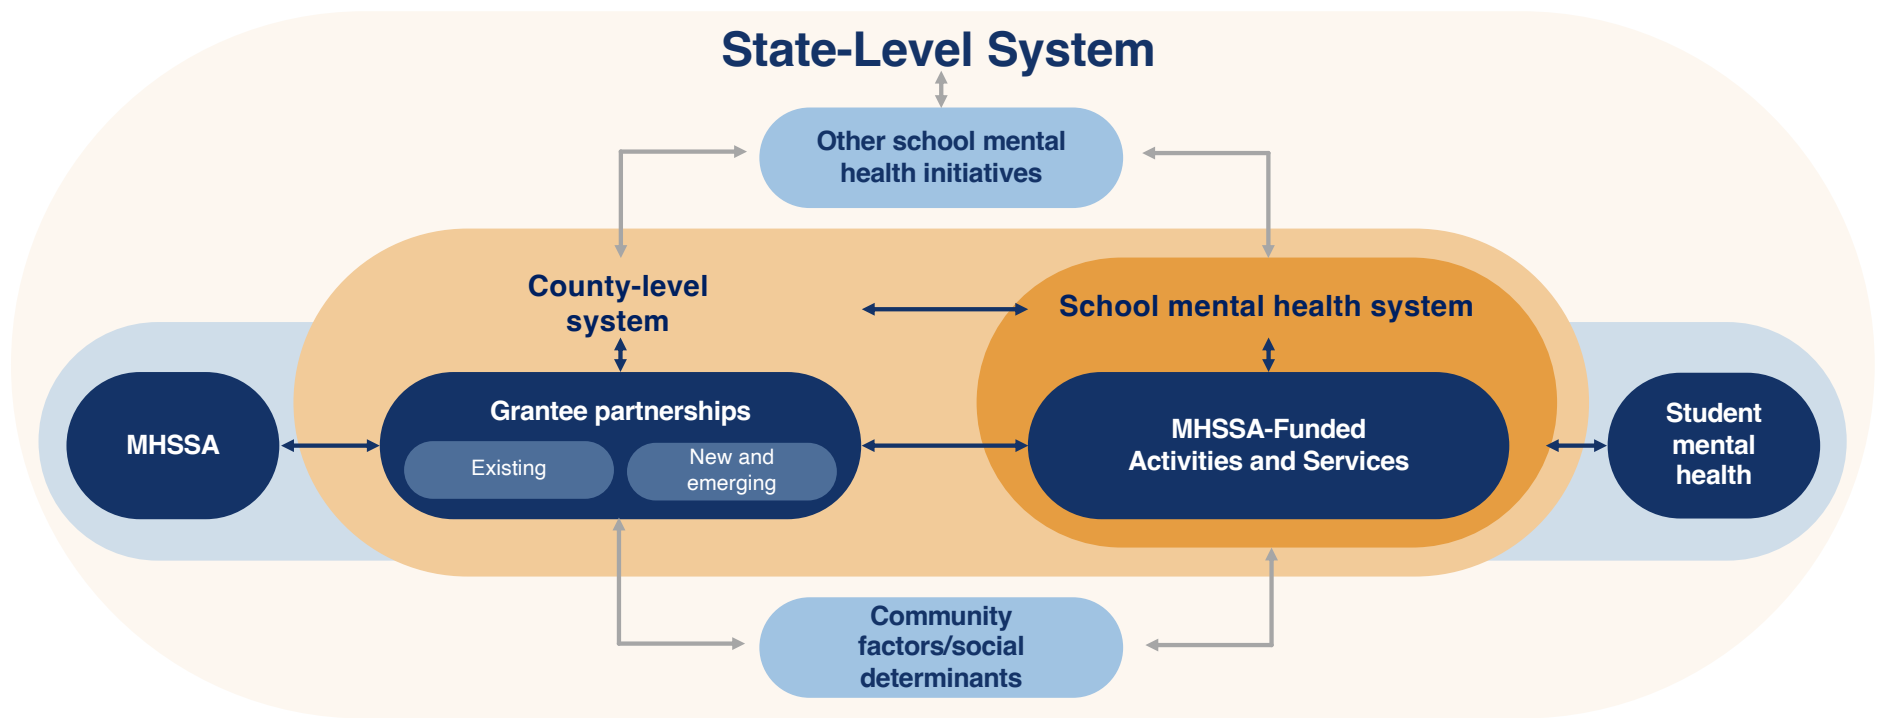 State-Level System
Other school mental
health initiatives
County-level
system
School mental health system
MHSSA
Grantee partnerships
Existing
New and
emerging
MHSSA-Funded
Activities and Services
Student
mental
health
Community
factors/social
determinants